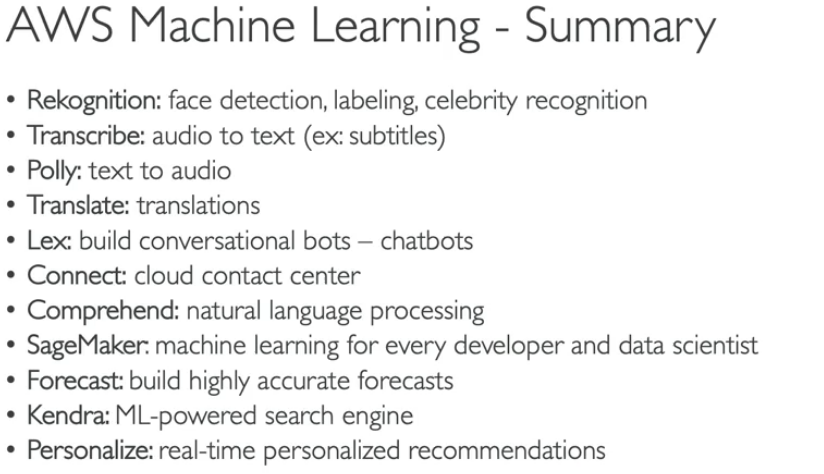 AWS Machine Learning - Summary
• Rekognition: face detection, labeling, celebrity recognition
• Transcribe: audio to text (ex: subtitles)
• Polly: text to audio
• Translate: translations
• Lex: build conversational bots – chatbots
• Connect: cloud contact center
• Comprehend: natural language processing
• SageMaker: machine learning for every developer and data scientist
• Forecast: build highly accurate forecasts
• Kendra: ML-powered search engine
• Personalize: real-time personalized recommendations